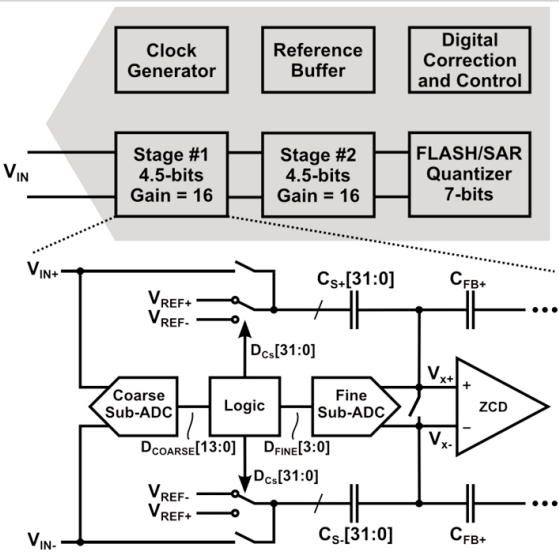 Clock
Generator
Reference
Buffer
Digital
Correction
and Control
V_IN
Stage #1
4.5-bits
Gain = 16
Stage #2
4.5-bits
Gain = 16
FLASH/SAR
Quantizer
7-bits
V_IN+
C_S+[31:0]
C_FB+
V_REF+
V_REF-
D_Cs[31:0]
V_x+
Coarse
Sub-ADC
Logic
Fine
Sub-ADC
+
ZCD
−
D_COARSE[13:0]
D_FINE[3:0]
V_x-
D_Cs[31:0]
V_REF-
V_REF+
V_IN-
C_S-[31:0]
C_FB+